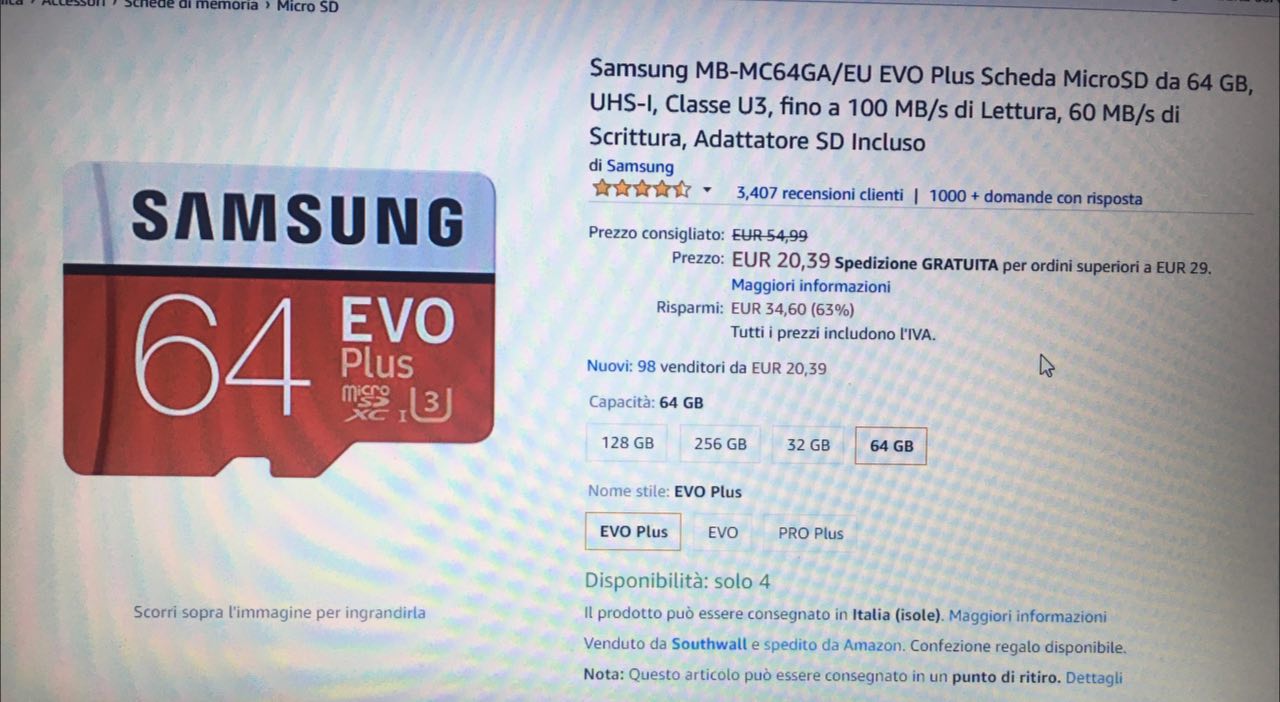 Accessori › Schede di memoria › Micro SD
Samsung MB-MC64GA/EU EVO Plus Scheda MicroSD da 64 GB,
UHS-I, Classe U3, fino a 100 MB/s di Lettura, 60 MB/s di
Scrittura, Adattatore SD Incluso
di Samsung
3,407 recensioni clienti | 1000 + domande con risposta
Prezzo consigliato: EUR 54,99
Prezzo: EUR 20,39 Spedizione GRATUITA per ordini superiori a EUR 29.
Maggiori informazioni
Risparmi: EUR 34,60 (63%)
Tutti i prezzi includono l'IVA.
Nuovi: 98 venditori da EUR 20,39
Capacità: 64 GB
128 GB 256 GB 32 GB 64 GB
Nome stile: EVO Plus
EVO Plus EVO PRO Plus
Disponibilità: solo 4
Il prodotto può essere consegnato in Italia (isole). Maggiori informazioni
Venduto da Southwall e spedito da Amazon. Confezione regalo disponibile.
Nota: Questo articolo può essere consegnato in un punto di ritiro. Dettagli
SAMSUNG
64
EVO
Plus
micro
SD
XC I U3
Scorri sopra l'immagine per ingrandirla